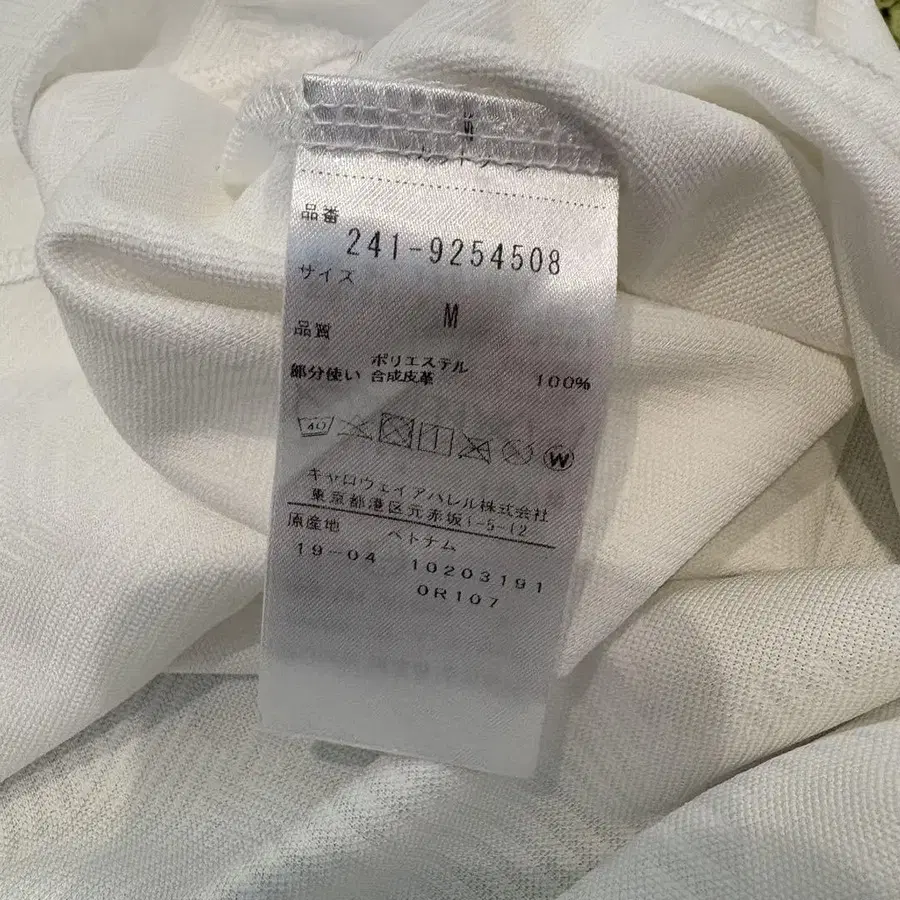 品番
241-9254508
サイズ
M
品質
ポリエステル 100%
部分使い 合成皮革
40
W
キャロウェイアパレル株式会社
東京都港区元赤坂1-5-12
原産地 ベトナム
19-04 10203191
0R107